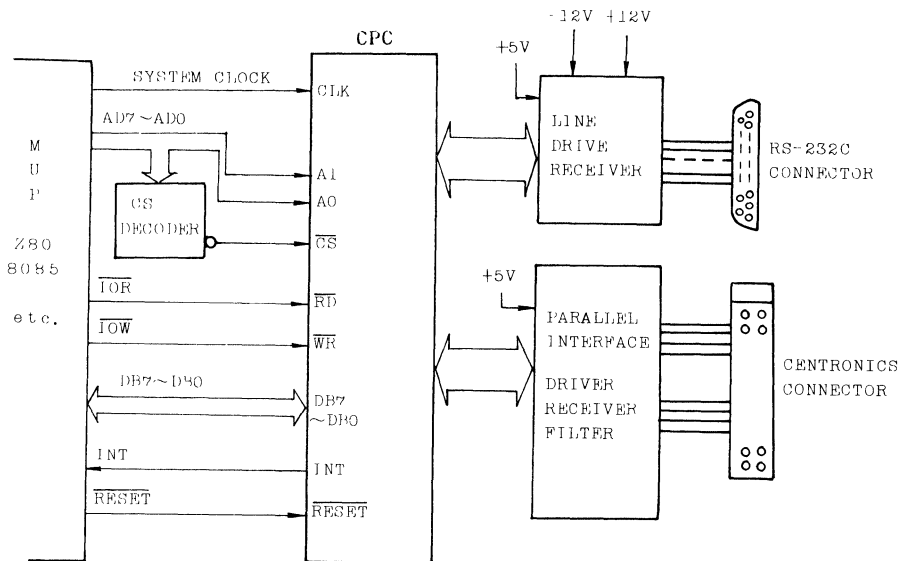 -12V +12V
CPC
+5V
SYSTEM CLOCK
CLK
AD7~AD0
M
U
P
Z80
8085
etc.
A1
A0
CS
DECODER
CS
IOR
RD
IOW
WR
DB7~DB0
DB7
~DB0
INT
INT
RESET
RESET
LINE
DRIVE
RECEIVER
RS-232C
CONNECTOR
+5V
PARALLEL
INTERFACE
DRIVER
RECEIVER
FILTER
CENTRONICS
CONNECTOR